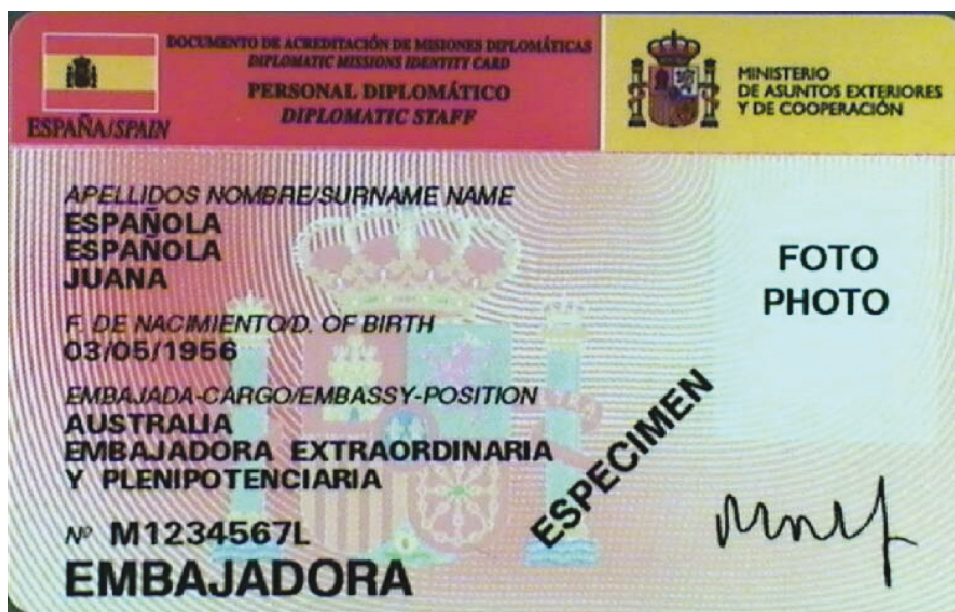 DOCUMENTO DE ACREDITACIÓN DE MISIONES DIPLOMÁTICAS
DIPLOMATIC MISSIONS IDENTITY CARD
PERSONAL DIPLOMÁTICO
DIPLOMATIC STAFF
ESPAÑA/SPAIN
MINISTERIO
DE ASUNTOS EXTERIORES
Y DE COOPERACIÓN
APELLIDOS NOMBRE/SURNAME NAME
ESPAÑOLA
ESPAÑOLA
JUANA
FOTO
PHOTO
F. DE NACIMIENTO/D. OF BIRTH
03/05/1956
EMBAJADA-CARGO/EMBASSY-POSITION
AUSTRALIA
EMBAJADORA EXTRAORDINARIA
Y PLENIPOTENCIARIA
ESPECIMEN
Nº M1234567L
EMBAJADORA